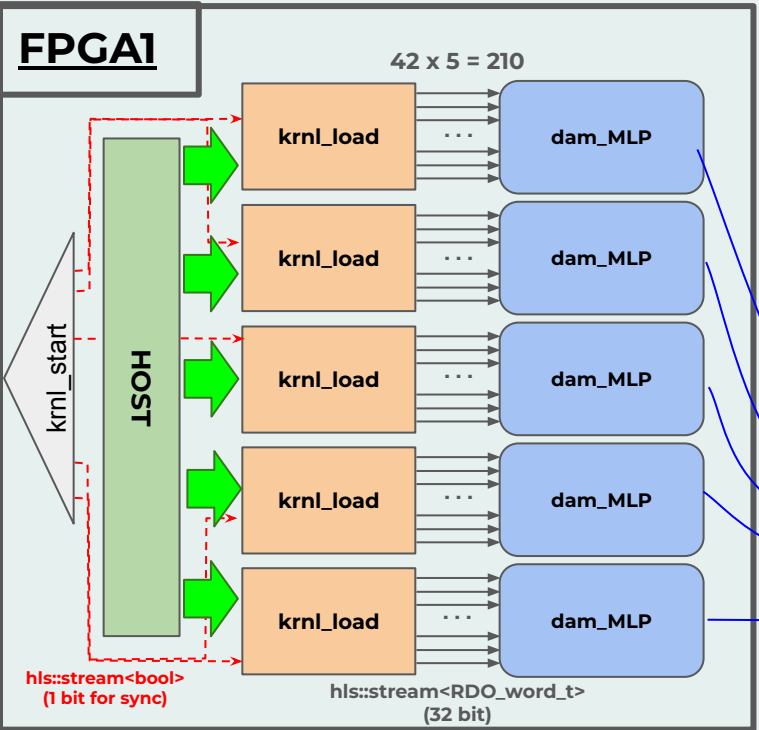 FPGA1
42 x 5 = 210
krnl_load
...
dam_MLP
krnl_load
...
dam_MLP
krnl_start
HOST
krnl_load
...
dam_MLP
krnl_load
...
dam_MLP
krnl_load
...
dam_MLP
hls::stream<bool>
(1 bit for sync)
hls::stream<RDO_word_t>
(32 bit)